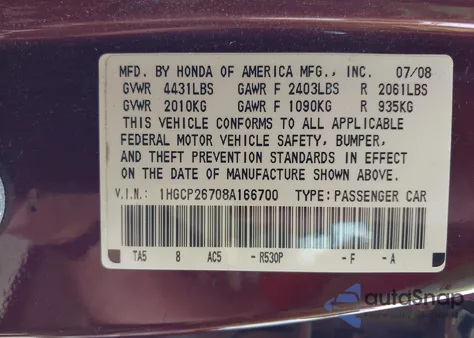 MFD. BY HONDA OF AMERICA MFG., INC. 07/08
GVWR 4431LBS GAWR F 2403LBS R 2061LBS
GVWR 2010KG GAWR F 1090KG R 935KG
THIS VEHICLE CONFORMS TO ALL APPLICABLE
FEDERAL MOTOR VEHICLE SAFETY, BUMPER,
AND THEFT PREVENTION STANDARDS IN EFFECT
ON THE DATE OF MANUFACTURE SHOWN ABOVE.
V.I.N.: 1HGCP26708A166700 TYPE: PASSENGER CAR
TA5 8 AC5 - R530P - F - A
autoSnap